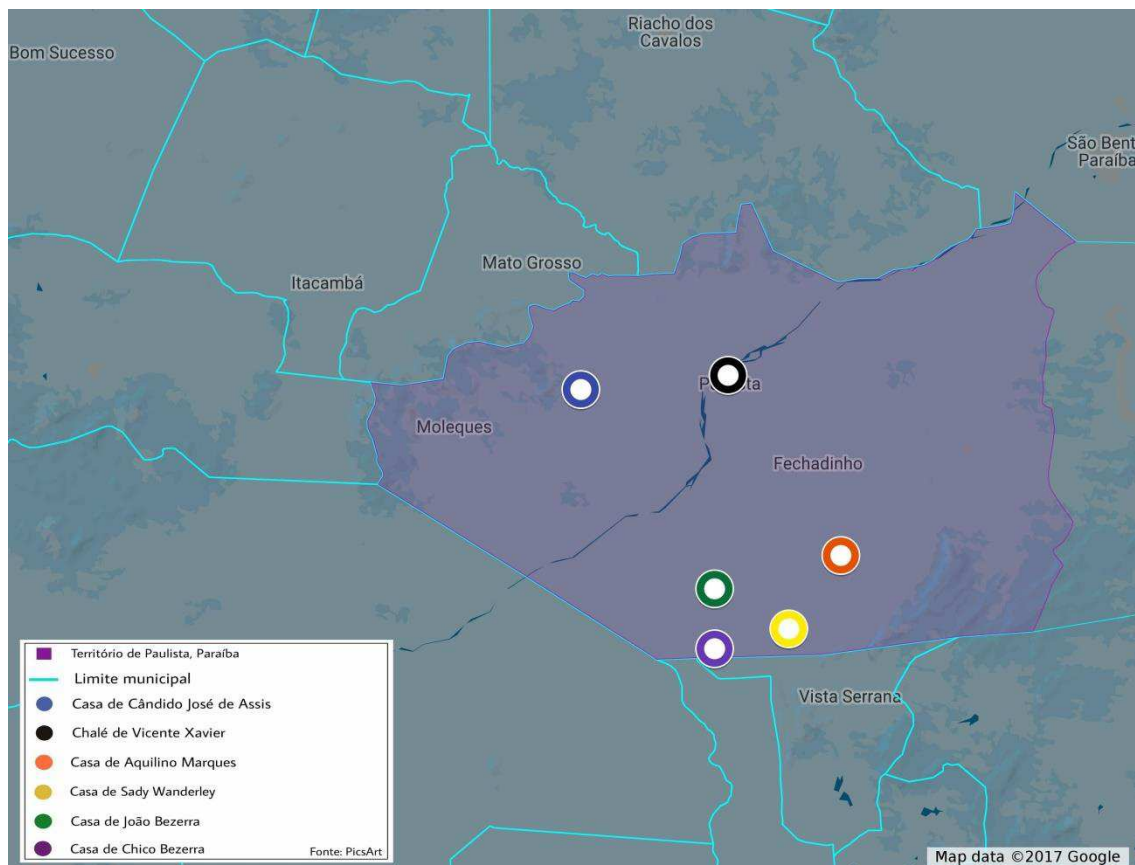 Riacho dos
Cavalos
Bom Sucesso
São Bent
Paraíba
Mato Grosso
Itacambá
Moleques
Fechadinho
Vista Serrana
Território de Paulista, Paraíba
Limite municipal
Casa de Cândido José de Assis
Chalé de Vicente Xavier
Casa de Aquilino Marques
Casa de Sady Wanderley
Casa de João Bezerra
Casa de Chico Bezerra
Fonte: PicsArt
Map data ©2017 Google